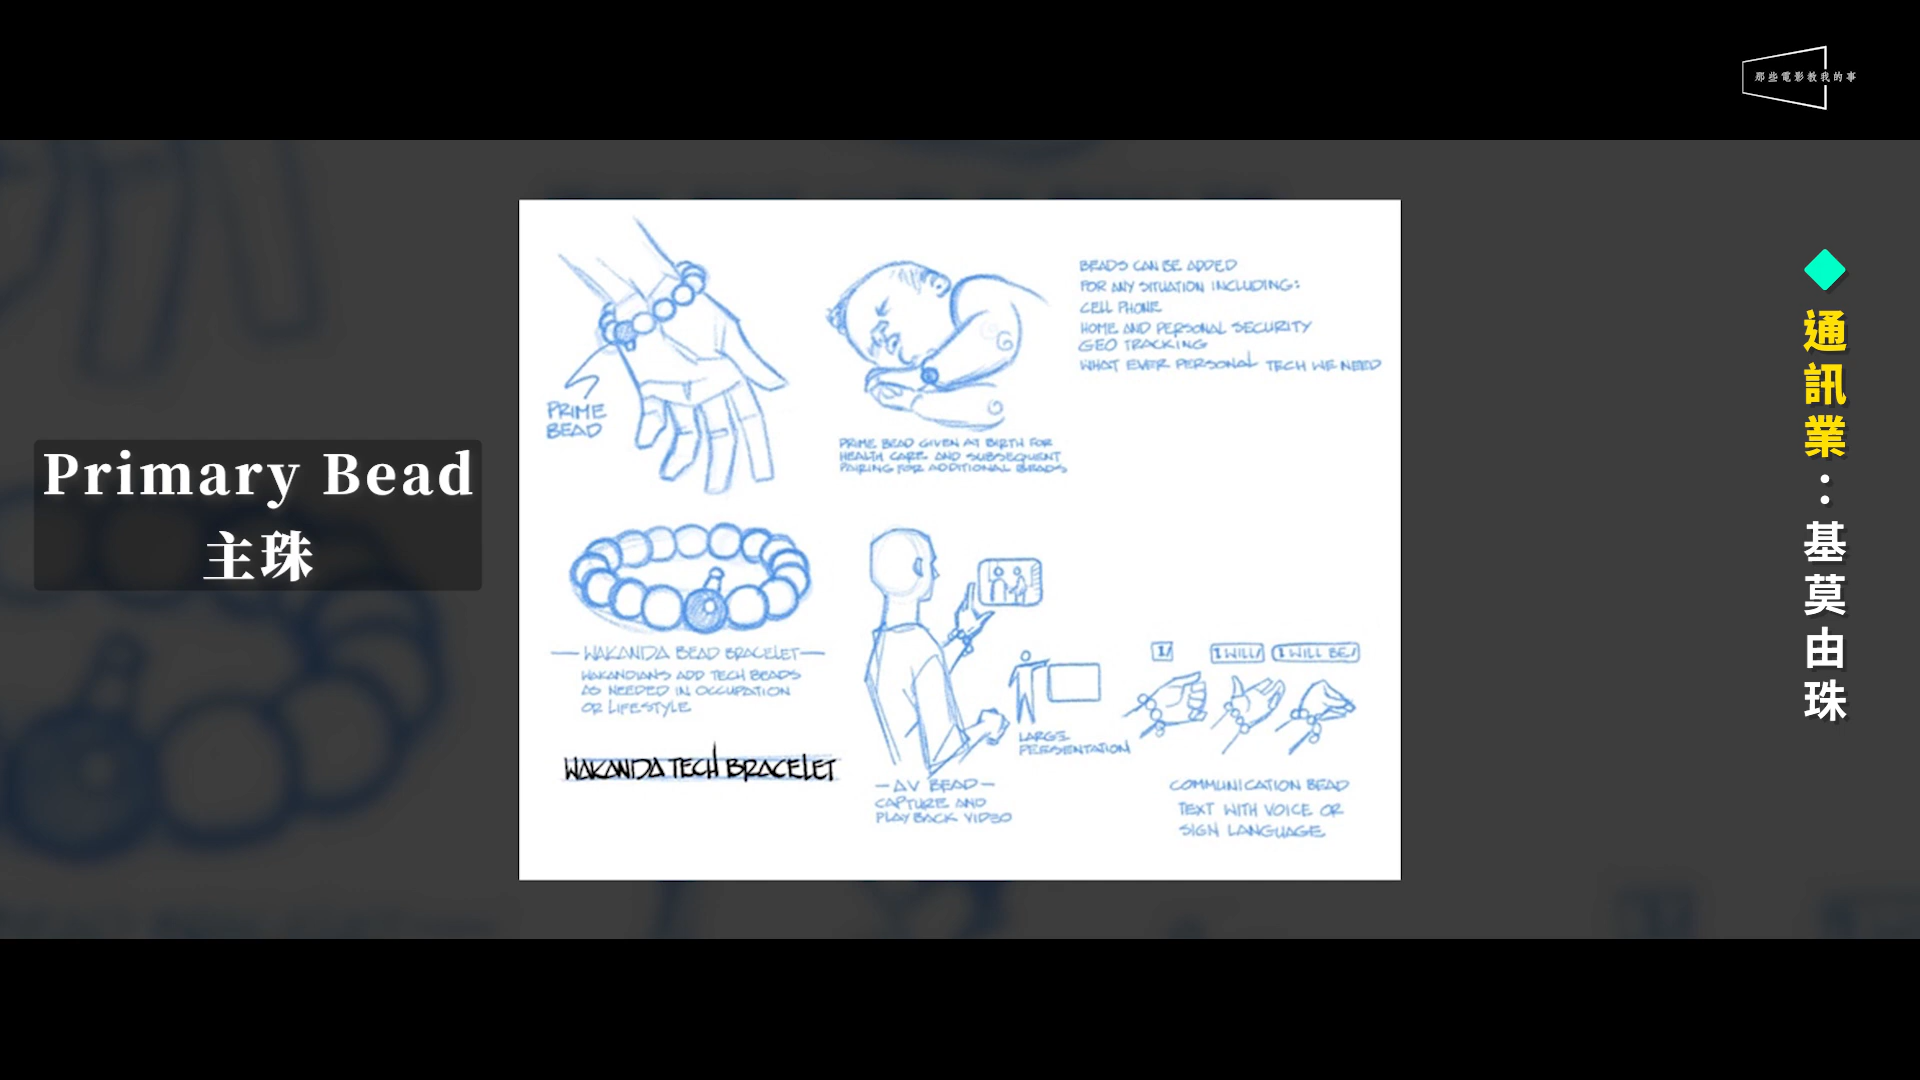 那些電影教我的事
Primary Bead
主珠
PRIME
BEAD
PRIME BEAD GIVEN AT BIRTH FOR
HEALTH CARE AND SUBSEQUENT
PAIRING FOR ADDITIONAL BEADS
BEADS CAN BE ADDED
FOR ANY SITUATION INCLUDING:
CELL PHONE
HOME AND PERSONAL SECURITY
GEO TRACKING
WHAT EVER PERSONAL TECH WE NEED
WAKANDA BEAD BRACELET
WAKANDIANS ADD TECH BEADS
AS NEEDED IN OCCUPATION
OR LIFESTYLE
WAKANDA TECH BRACELET
LARGE
PERSENTATION
— AV BEAD —
CAPTURE AND
PLAY BACK VIDEO
I/
I WILL/
I WILL BE/
COMMUNICATION BEAD
TEXT WITH VOICE OR
SIGN LANGUAGE
通訊業：基莫由珠